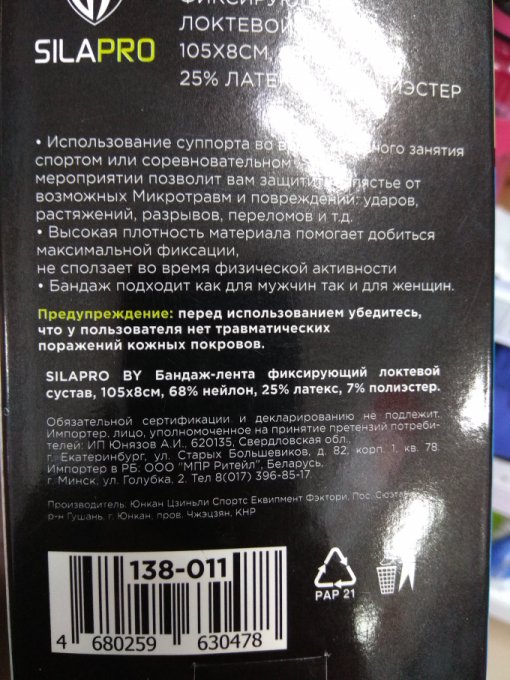 SILAPRO
ЛОКТЕВОЙ
105X8СМ,
25% ЛАТЕ ЭСТЕР
• Использование суппорта во занятия
спортом или соревновательном
мероприятии позволит вам защитить от
возможных Микротравм и повреждений: ударов,
растяжений, разрывов, переломов и т.д.
• Высокая плотность материала помогает добиться
максимальной фиксации,
не сползает во время физической активности
• Бандаж подходит как для мужчин так и для женщин.
Предупреждение: перед использованием убедитесь,
что у пользователя нет травматических
поражений кожных покровов.
SILAPRO BY Бандаж-лента фиксирующий локтевой
сустав, 105х8см, 68% нейлон, 25% латекс, 7% полиэстер.
Обязательной сертификации и декларированию не подлежит.
Импортер, лицо, уполномоченное на принятие претензий потреби-
телей: ИП Юнязов А.И., 620135, Свердловская обл.,
г. Екатеринбург, ул. Старых Большевиков, д. 82, корп. 1, кв. 78.
Импортер в РБ: ООО "МПР Ритейл", Беларусь,
г. Минск, ул. Голубка, 2. Тел 8(017) 396-85-17
Производитель: Юнкан Цзиньли Спортс Еквипмент Фэктори, Пос.
р-н Гушань, г. Юнкан, пров. Чжэцзян, КНР
138-011
4 680259 630478
PAP 21